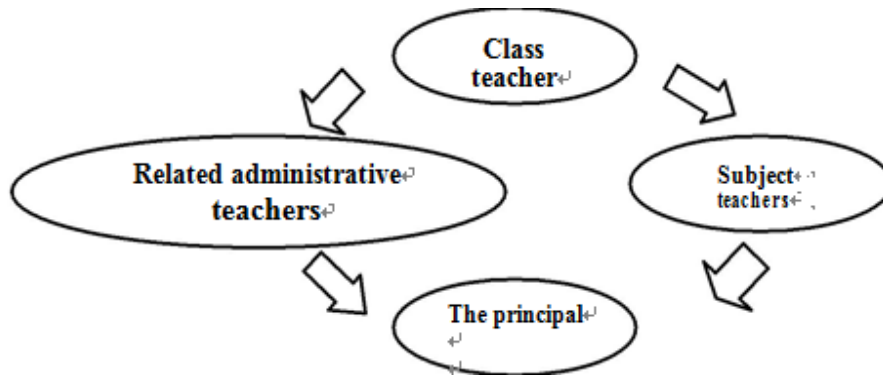 Class
teacher
Related administrative
teachers
Subject
teachers
The principal